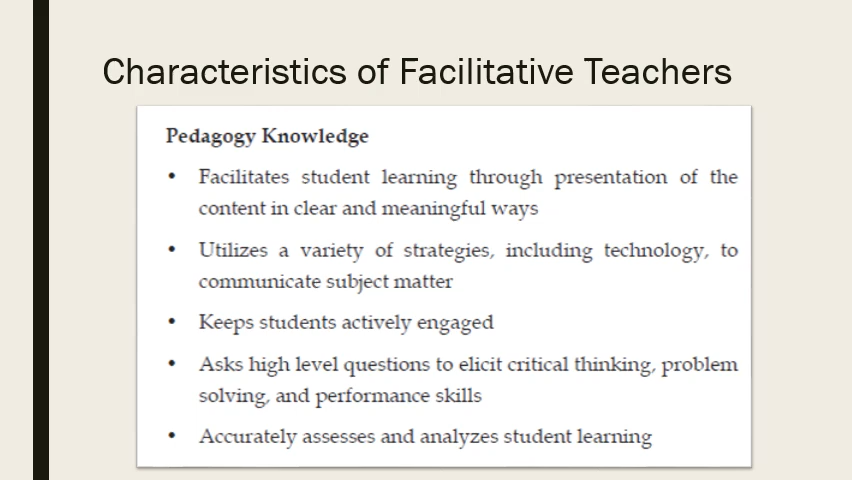 Characteristics of Facilitative Teachers
Pedagogy Knowledge
• Facilitates student learning through presentation of the
content in clear and meaningful ways
• Utilizes a variety of strategies, including technology, to
communicate subject matter
• Keeps students actively engaged
• Asks high level questions to elicit critical thinking, problem
solving, and performance skills
• Accurately assesses and analyzes student learning